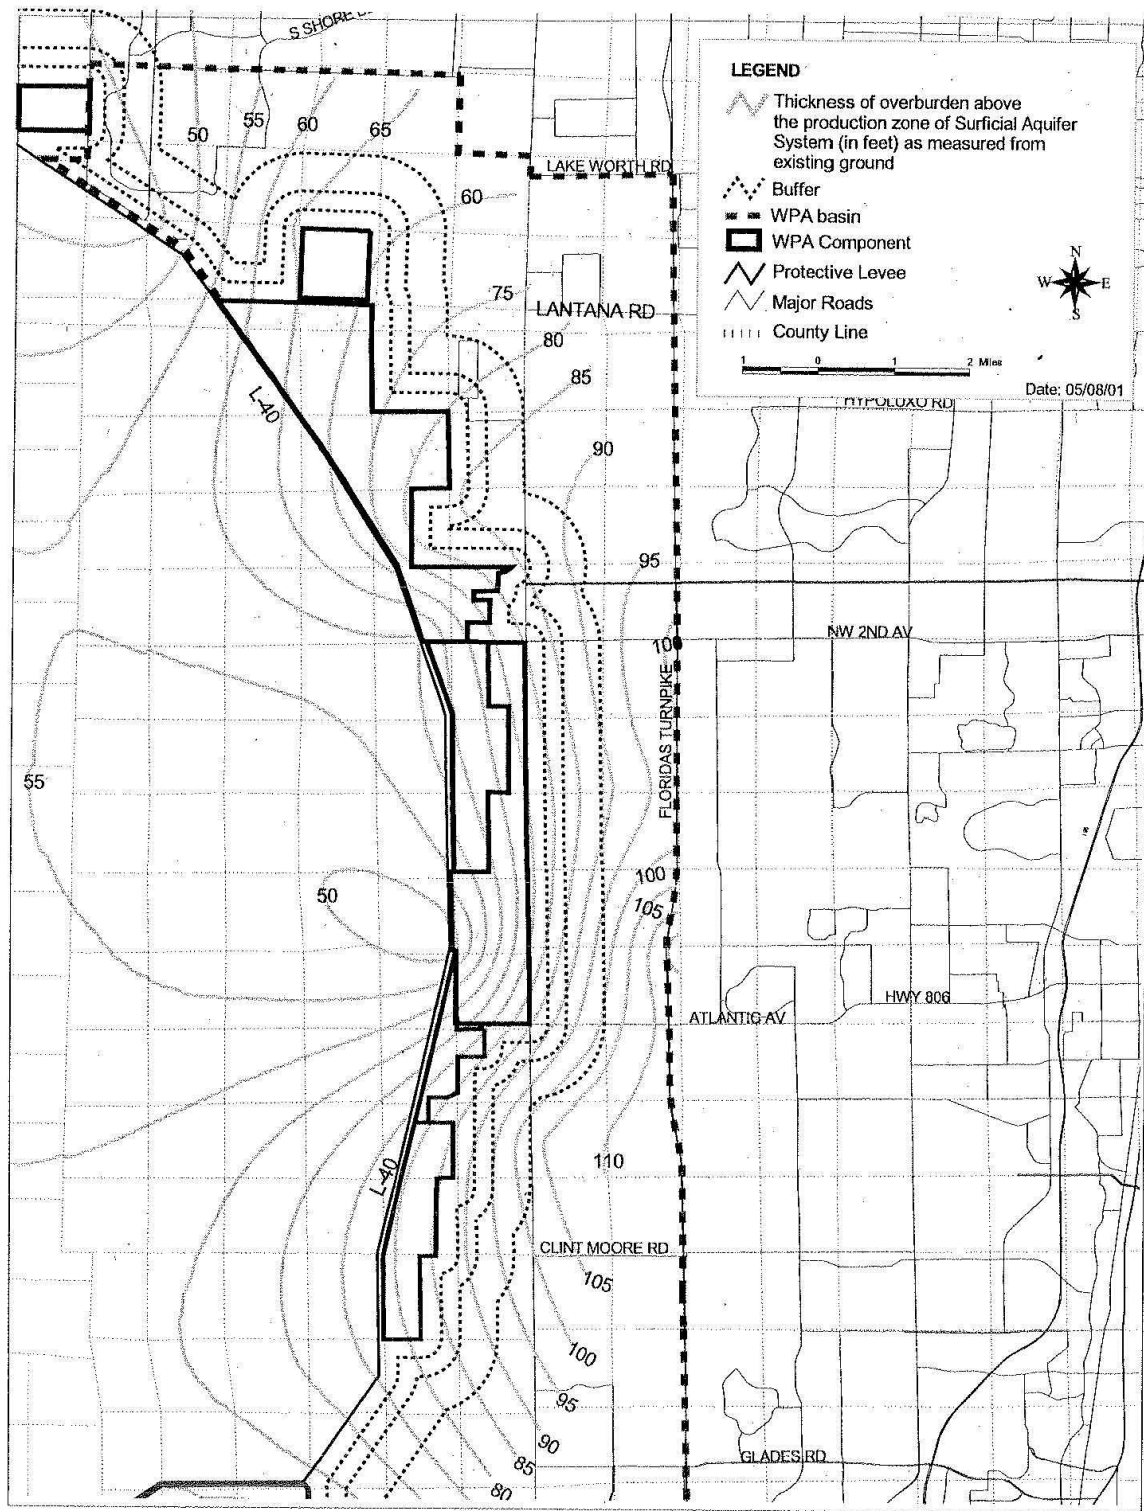 S SHORE
LEGEND
Thickness of overburden above
the production zone of Surficial Aquifer
System (in feet) as measured from
existing ground
Buffer
WPA basin
WPA Component
Protective Levee
Major Roads
County Line
N
W E
S
1 0 1 2 Miles
Date: 05/08/01
50
55
60
65
LAKE WORTH RD
60
75
LANTANA RD
80
85
HYPOLUXO RD
L-40
90
95
NW 2ND AV
100
FLORIDAS TURNPIKE
55
100
50
105
HWY 806
ATLANTIC AV
110
L-40
CLINT MOORE RD
105
100
95
90
GLADES RD
85
80